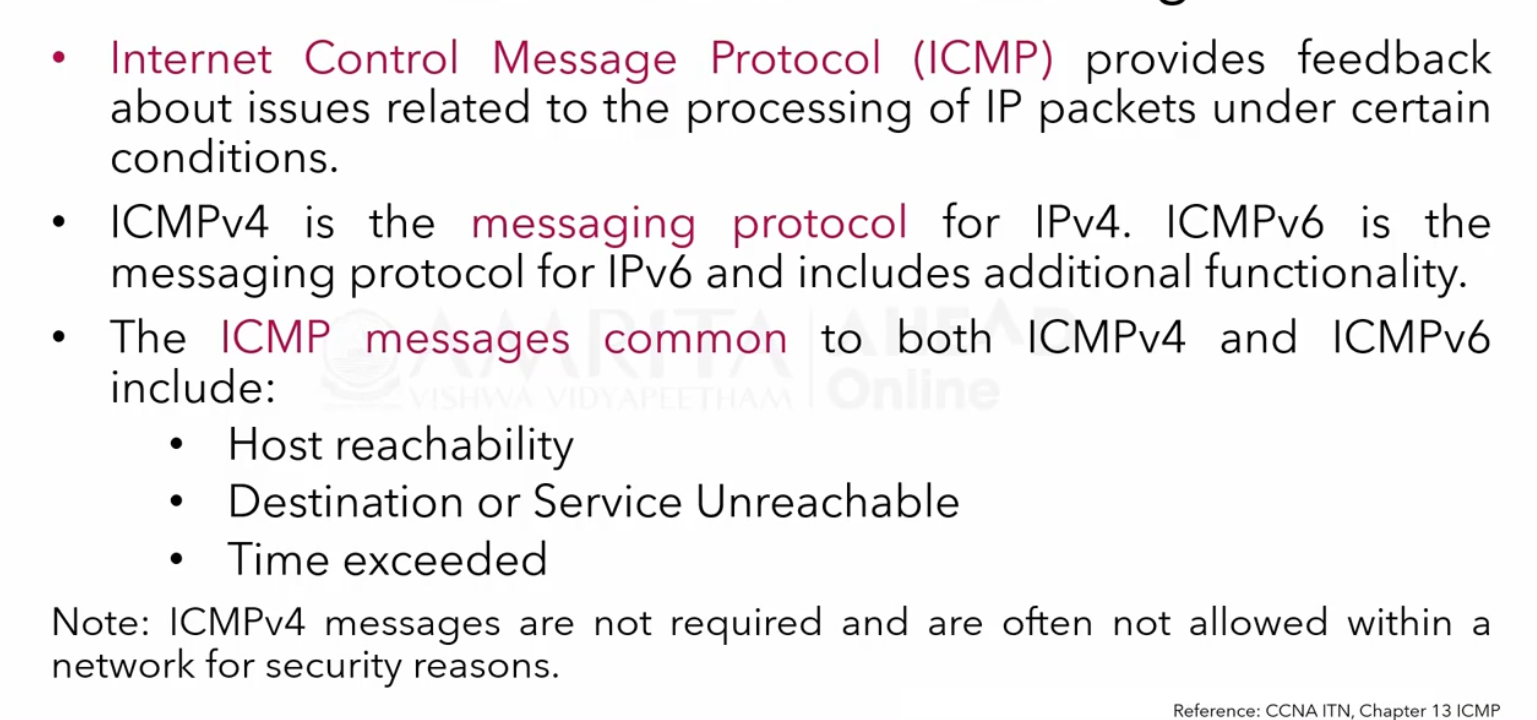 • Internet Control Message Protocol (ICMP) provides feedback
about issues related to the processing of IP packets under certain
conditions.
• ICMPv4 is the messaging protocol for IPv4. ICMPv6 is the
messaging protocol for IPv6 and includes additional functionality.
• The ICMP messages common to both ICMPv4 and ICMPv6
include:
• Host reachability
• Destination or Service Unreachable
• Time exceeded
Note: ICMPv4 messages are not required and are often not allowed within a
network for security reasons.
Reference: CCNA ITN, Chapter 13 ICMP
AMRITA
VISHWA VIDYAPEETHAM
AHEAD
Online